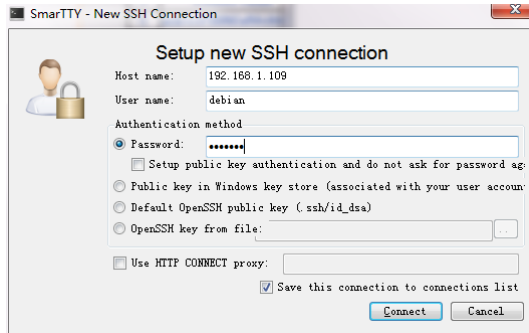 SmarTTY - New SSH Connection
Setup new SSH connection
Host name: 192.168.1.109
User name: debian
Authentication method
Password: •••••••
Setup public key authentication and do not ask for password aga
Public key in Windows key store (associated with your user accoun
Default OpenSSH public key (.ssh/id_dsa)
OpenSSH key from file: ..
Use HTTP CONNECT proxy:
Save this connection to connections list
Connect Cancel